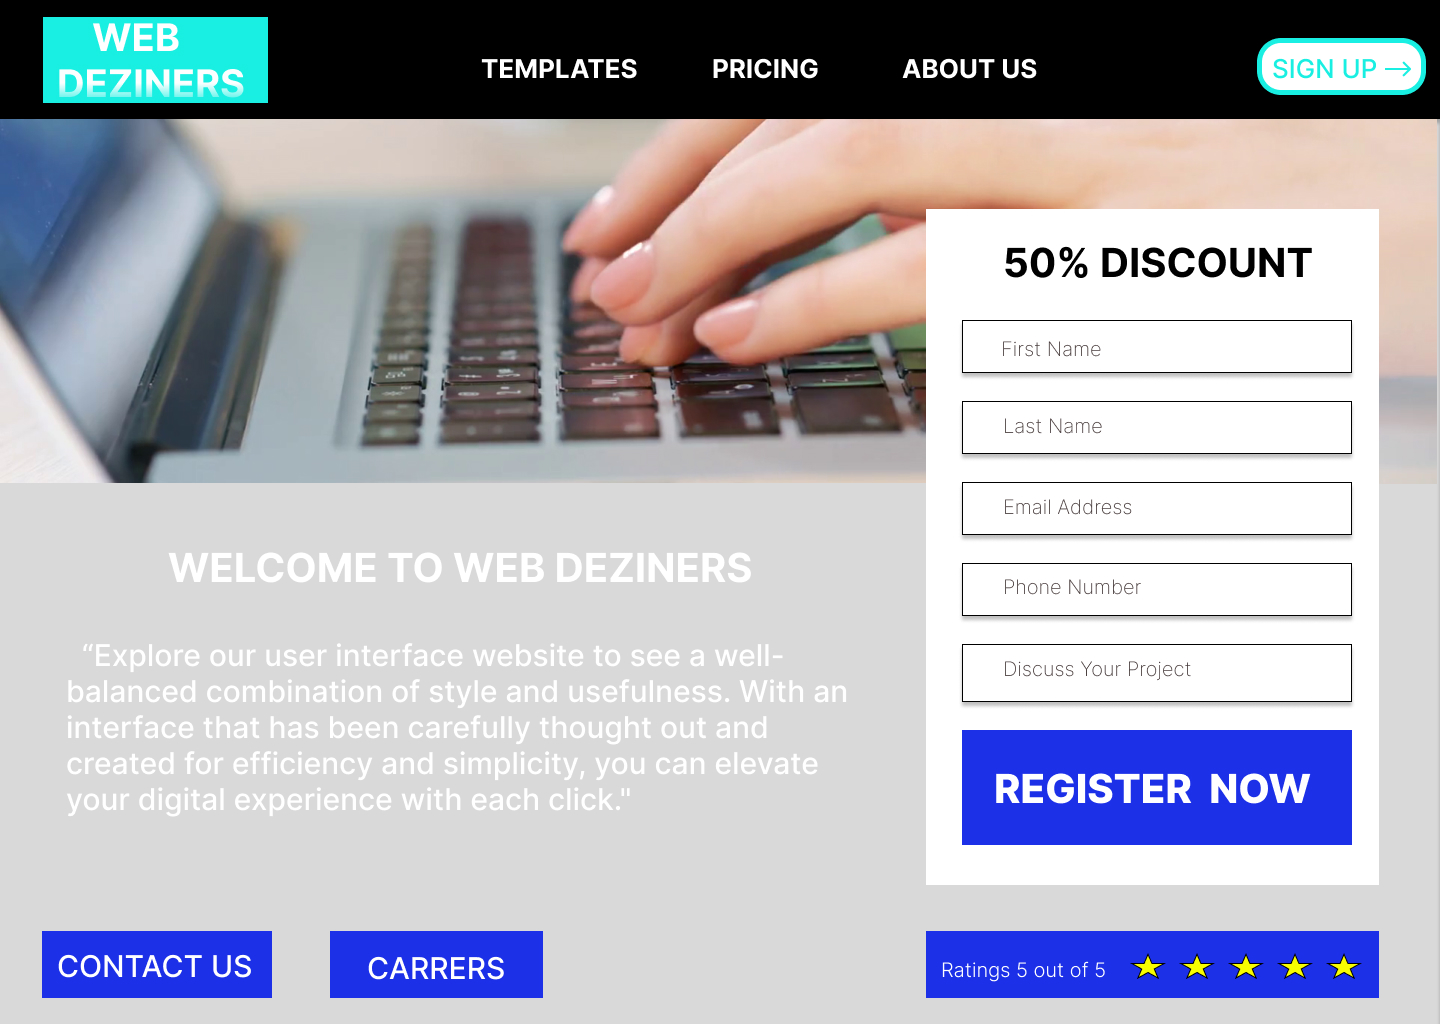 WEB
DEZINERS
TEMPLATES
PRICING
ABOUT US
SIGN UP →
50% DISCOUNT
First Name
Last Name
Email Address
Phone Number
Discuss Your Project
REGISTER NOW
WELCOME TO WEB DEZINERS
“Explore our user interface website to see a well-
balanced combination of style and usefulness. With an
interface that has been carefully thought out and
created for efficiency and simplicity, you can elevate
your digital experience with each click."
CONTACT US
CARRERS
Ratings 5 out of 5